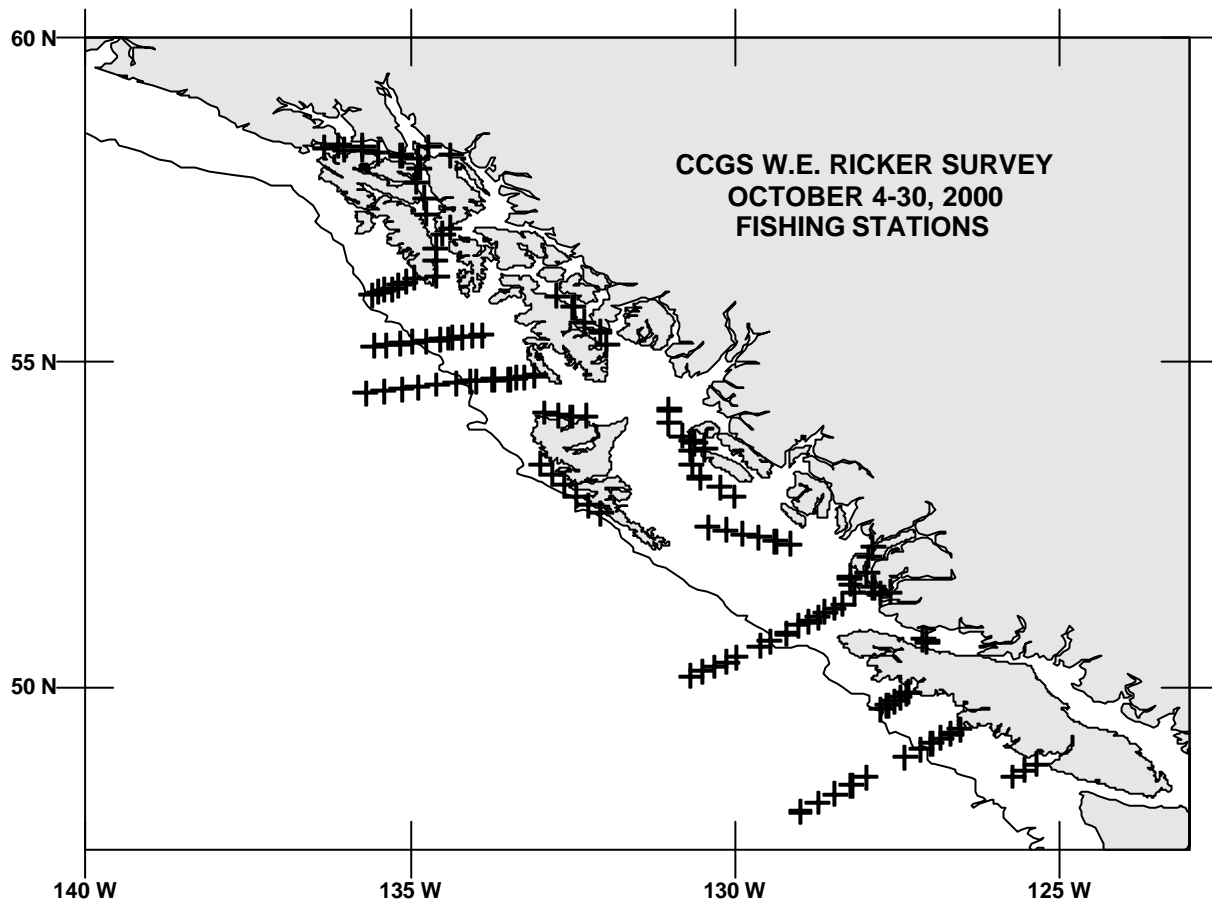 60 N
CCGS W.E. RICKER SURVEY
OCTOBER 4-30, 2000
FISHING STATIONS
55 N
50 N
140 W 135 W 130 W 125 W